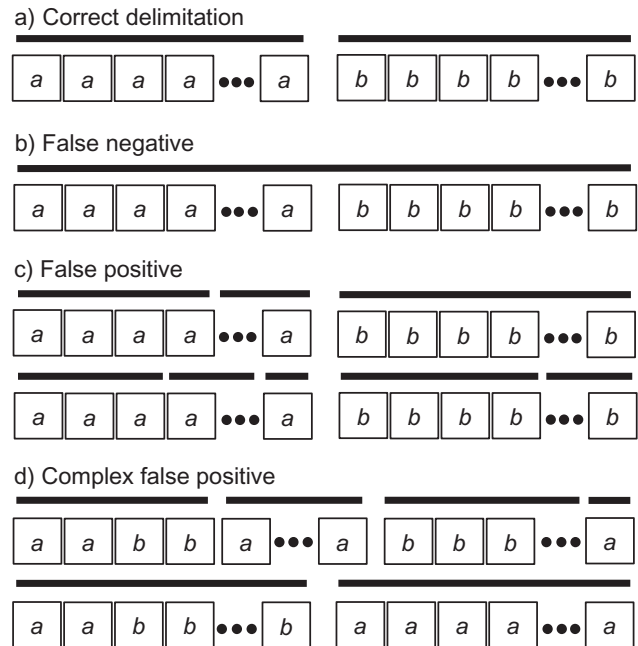 a) Correct delimitation
a a a a ••• a b b b b ••• b
b) False negative
a a a a ••• a b b b b ••• b
c) False positive
a a a a ••• a b b b b ••• b
a a a a ••• a b b b b ••• b
d) Complex false positive
a a b b a ••• a b b b ••• a
a a b b ••• b a a a a ••• a